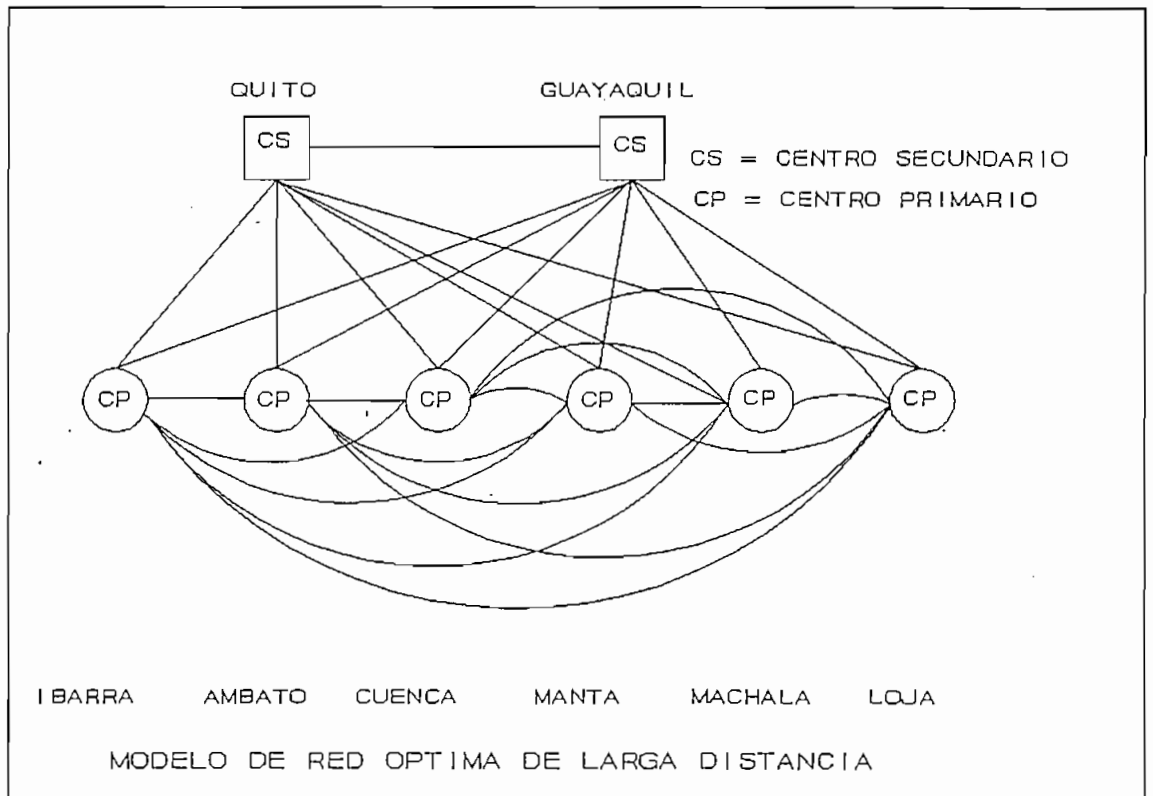 QUITO GUAYAQUIL
CS CS
CS = CENTRO SECUNDARIO
CP = CENTRO PRIMARIO
CP CP CP CP CP CP
IBARRA AMBATO CUENCA MANTA MACHALA LOJA
MODELO DE RED OPTIMA DE LARGA DISTANCIA